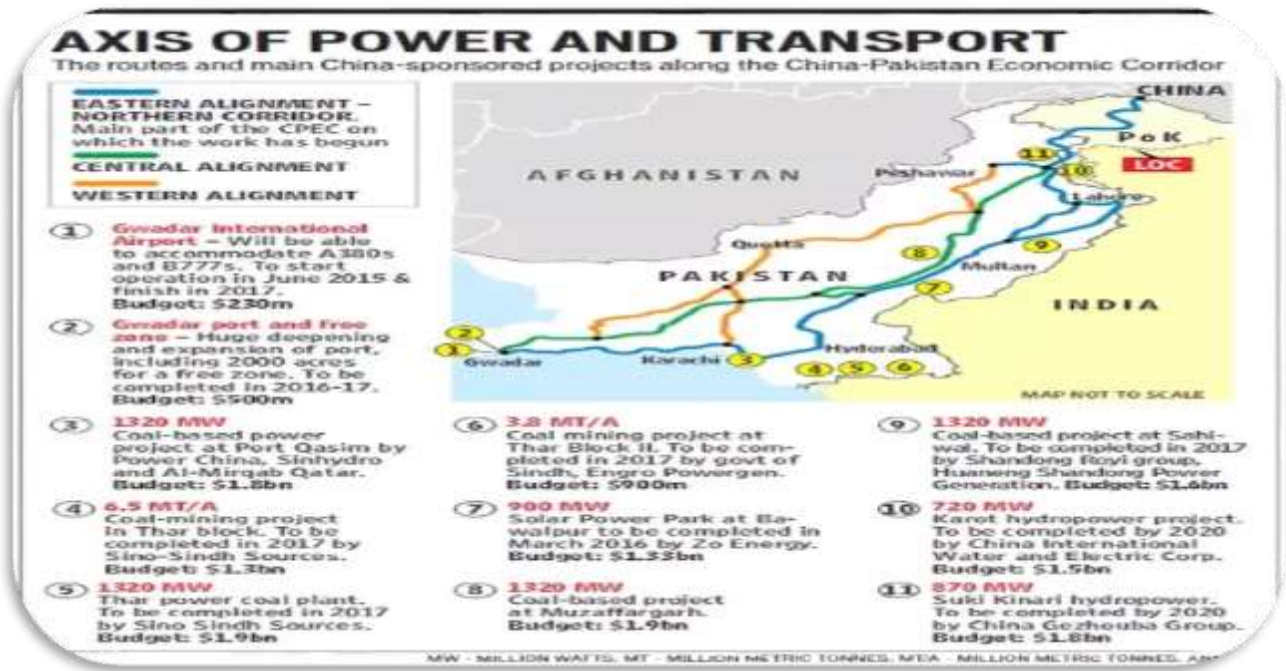 AXIS OF POWER AND TRANSPORT
The routes and main China-sponsored projects along the China-Pakistan Economic Corridor
EASTERN ALIGNMENT –
NORTHERN CORRIDOR.
Main part of the CPEC on
which the work has begun
CENTRAL ALIGNMENT
WESTERN ALIGNMENT
CHINA
PoK
LOC
AFGHANISTAN
Peshawar
11
10
Lahore
Quetta
8
9
PAKISTAN
Multan
7
INDIA
2
1
Gwadar
Karachi
3
Hyderabad
4 5 6
MAP NOT TO SCALE
1 Gwadar International
Airport – Will be able
to accommodate A380s
and B777s. To start
operation in June 2015 &
finish in 2017.
Budget: $230m
2 Gwadar port and free
zone – Huge deepening
and expansion of port,
including 2000 acres
for a free zone. To be
completed in 2016-17.
Budget: $500m
3 1320 MW
Coal-based power
project at Port Qasim by
Power China, Sinhydro
and Al-Mirqab Qatar.
Budget: $1.8bn
4 6.5 MT/A
Coal-mining project
in Thar block. To be
completed in 2017 by
Sino-Sindh Sources.
Budget: $1.3bn
5 1320 MW
Thar power coal plant.
To be completed in 2017
by Sino Sindh Sources.
Budget: $1.9bn
6 3.8 MT/A
Coal mining project at
Thar Block II. To be com-
pleted in 2017 by govt of
Sindh, Engro Powergen.
Budget: $900m
7 900 MW
Solar Power Park at Ba-
walpur to be completed in
March 2016 by Zo Energy.
Budget: $1.33bn
8 1320 MW
Coal-based project
at Muzaffargarh.
Budget: $1.9bn
9 1320 MW
Coal-based project at Sahi-
wal. To be completed in 2017
by Shandong Royi group,
Huaneng Shandong Power
Generation. Budget: $1.6bn
10 720 MW
Karot hydropower project.
To be completed by 2020
by China International
Water and Electric Corp.
Budget: $1.5bn
11 870 MW
Suki Kinari hydropower.
To be completed by 2020
by China Gezhouba Group.
Budget: $1.8bn
MW - MILLION WATTS, MT - MILLION METRIC TONNES, MTA - MILLION METRIC TONNES,